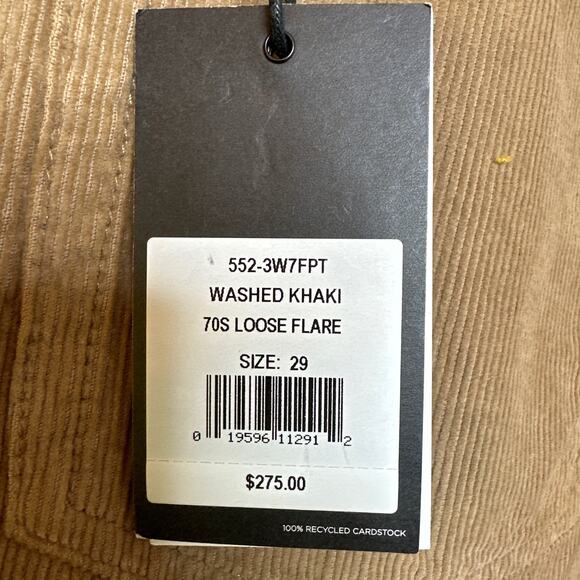 552-3W7FPT
WASHED KHAKI
70S LOOSE FLARE
SIZE: 29
0 19596 11291 2
$275.00
100% RECYCLED CARDSTOCK